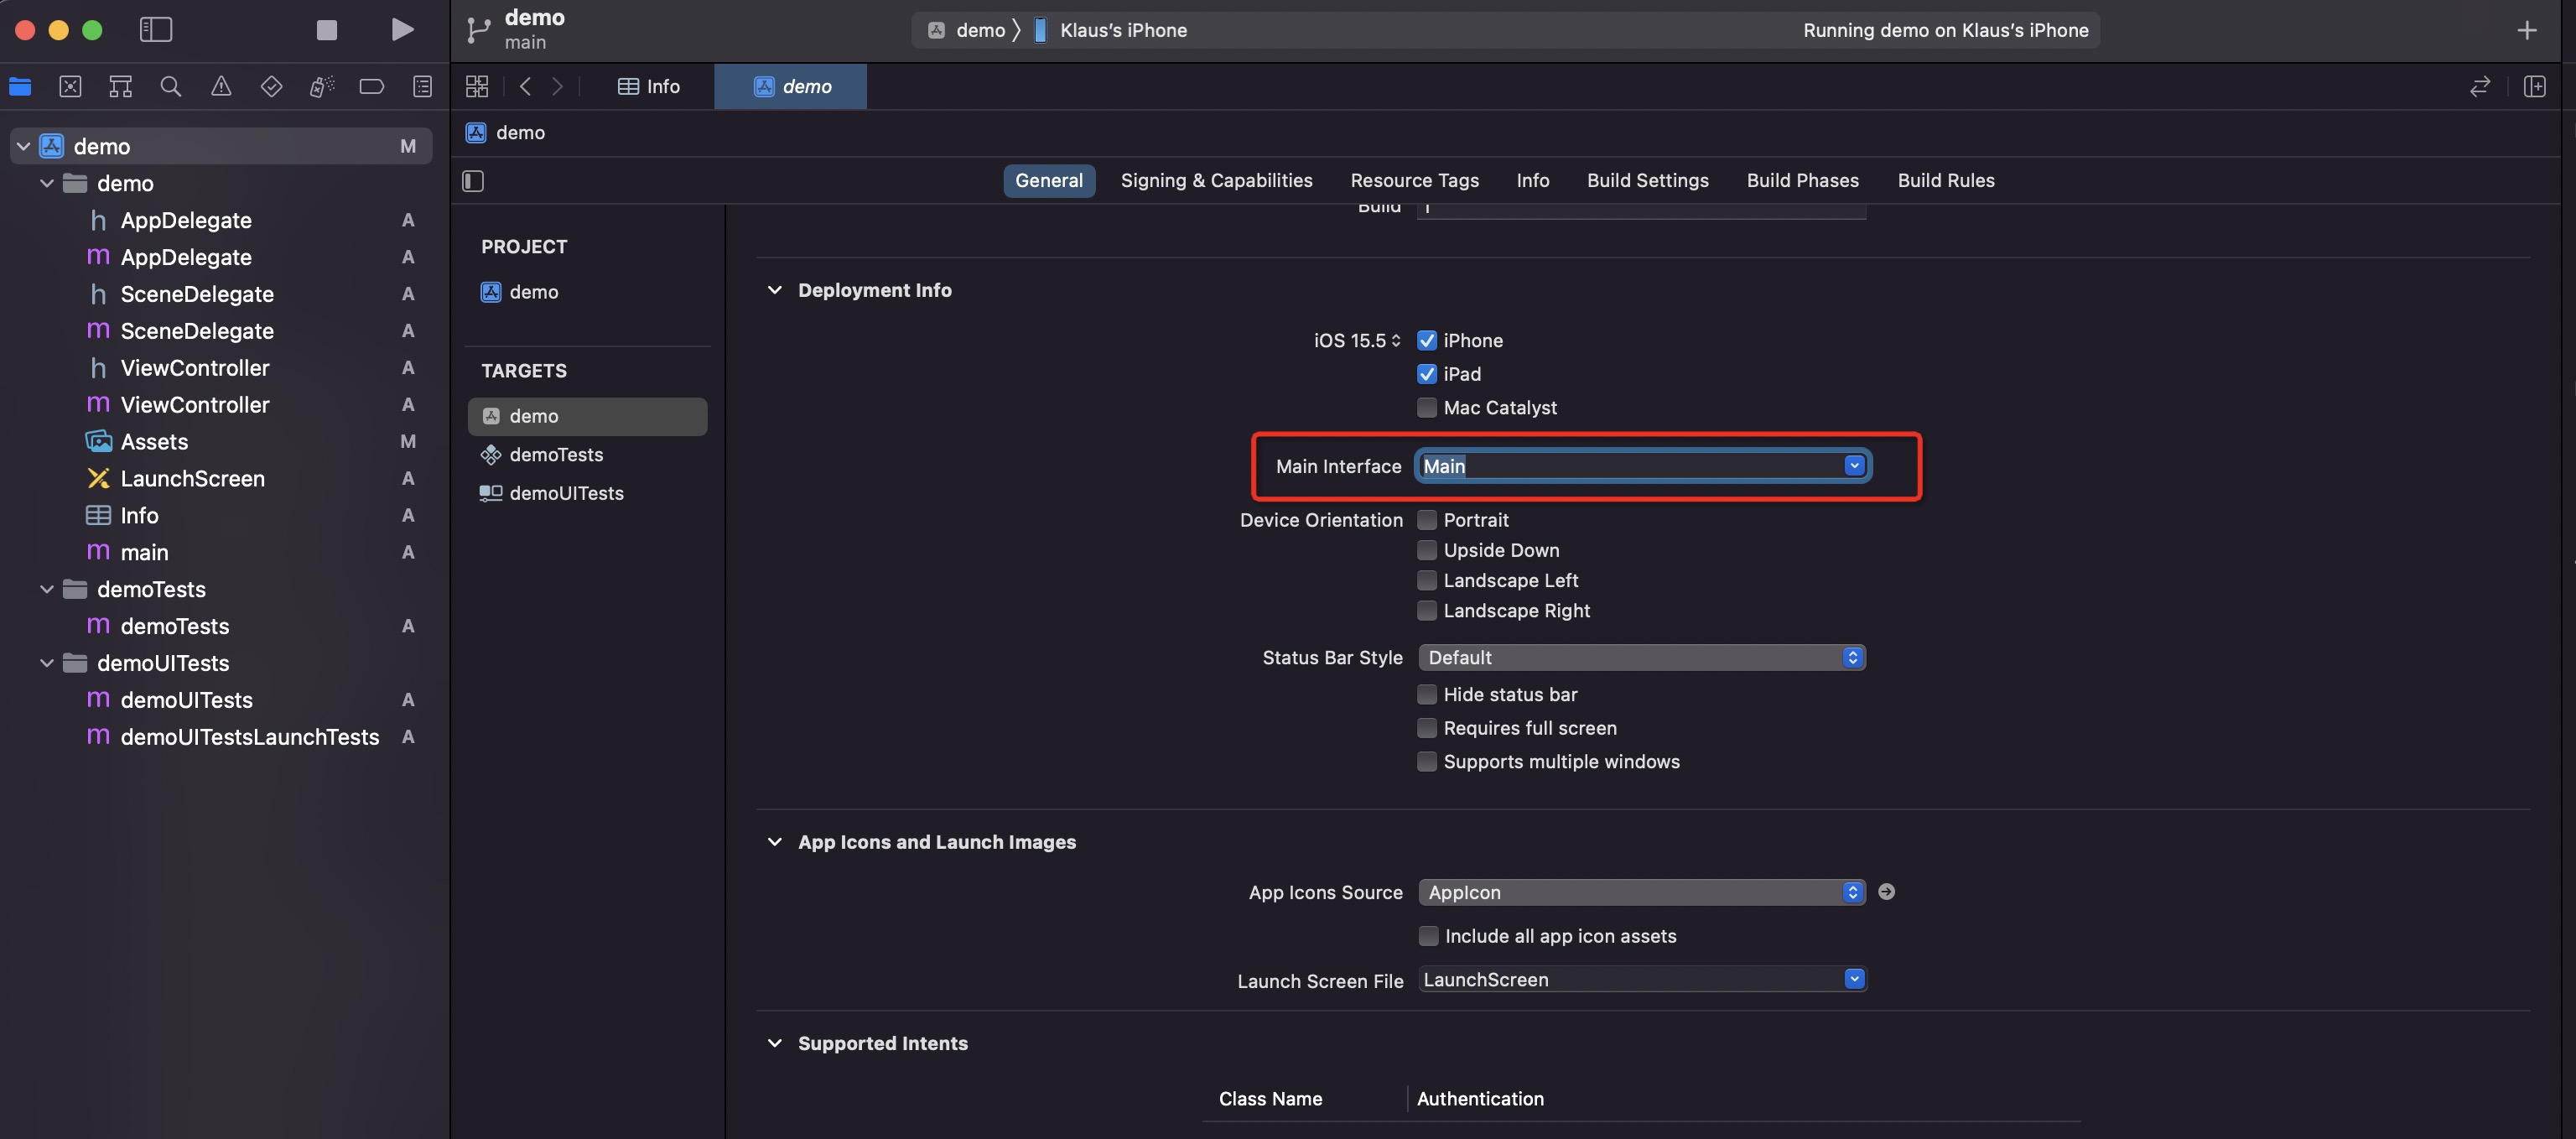 demo
main
demo 〉 Klaus's iPhone
Running demo on Klaus's iPhone
Info
demo
demo
General
Signing & Capabilities
Resource Tags
Info
Build Settings
Build Phases
Build Rules
demo M
demo
h AppDelegate A
m AppDelegate A
h SceneDelegate A
m SceneDelegate A
h ViewController A
m ViewController A
Assets M
LaunchScreen A
Info A
m main A
demoTests
m demoTests A
demoUITests
m demoUITests A
m demoUITestsLaunchTests A
PROJECT
demo
TARGETS
demo
demoTests
demoUITests
Build 1
Deployment Info
iOS 15.5 iPhone
iPad
Mac Catalyst
Main Interface Main
Device Orientation Portrait
Upside Down
Landscape Left
Landscape Right
Status Bar Style Default
Hide status bar
Requires full screen
Supports multiple windows
App Icons and Launch Images
App Icons Source AppIcon
Include all app icon assets
Launch Screen File LaunchScreen
Supported Intents
Class Name Authentication